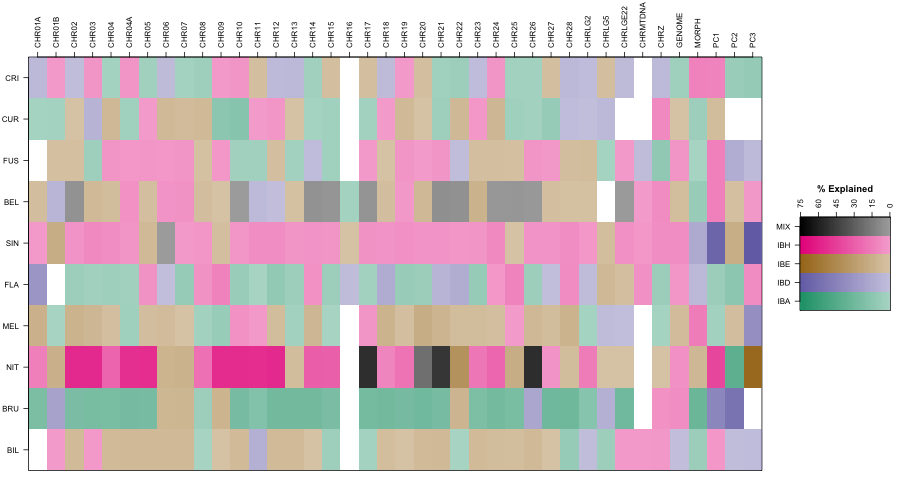 CHR01A CHR01B CHR02 CHR03 CHR04 CHR04A CHR05 CHR06 CHR07 CHR08 CHR09 CHR10 CHR11 CHR12 CHR13 CHR14 CHR15 CHR16 CHR17 CHR18 CHR19 CHR20 CHR21 CHR22 CHR23 CHR24 CHR25 CHR26 CHR27 CHR28 CHRLG2 CHRLG5 CHRLGE22 CHRMTDNA CHRZ GENOME MORPH PC1 PC2 PC3
CRI
CUR
FUS
BEL
SIN
FLA
MEL
NIT
BRU
BIL
% Explained
75 60 45 30 15 0
MIX
IBH
IBE
IBD
IBA